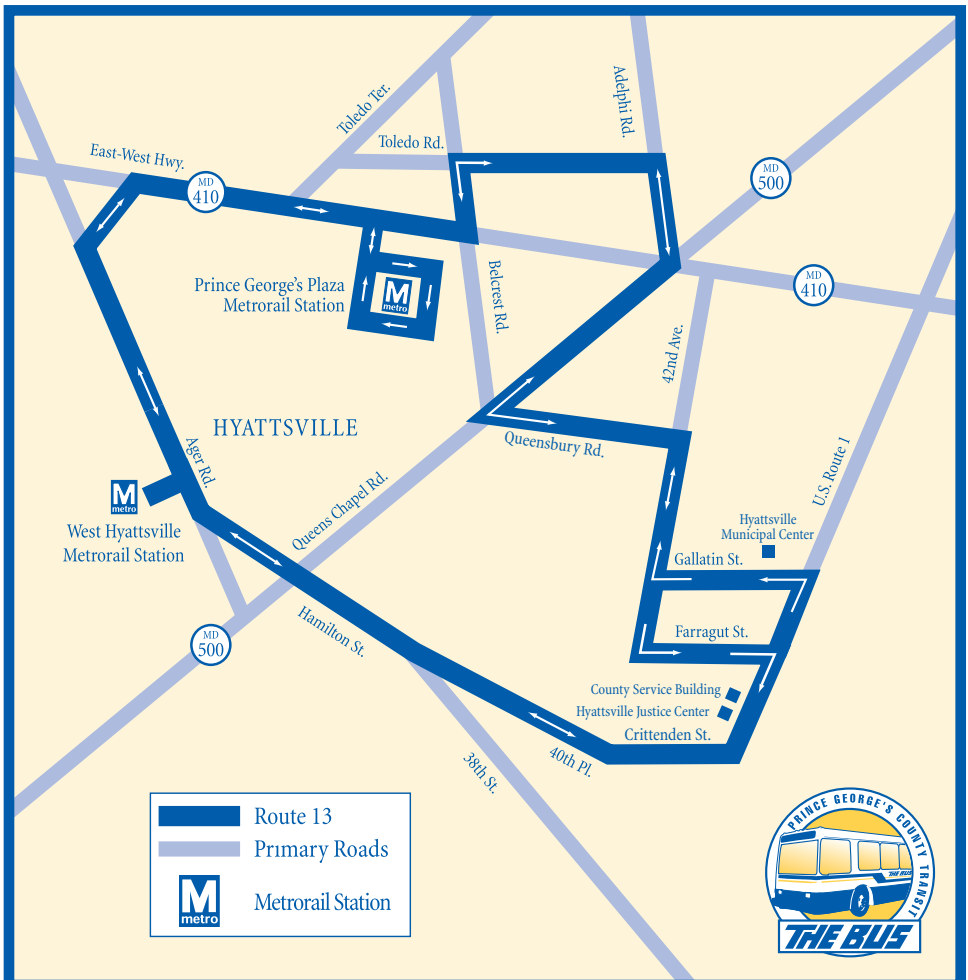 Toledo Ter.
Adelphi Rd.
Toledo Rd.
East-West Hwy.
MD
410
MD
500
Prince George's Plaza
Metrorail Station
M
metro
Belcrest Rd.
MD
410
42nd Ave.
HYATTSVILLE
Queensbury Rd.
Ager Rd.
U.S. Route 1
M
metro
Queens Chapel Rd.
West Hyattsville
Metrorail Station
Hyattsville
Municipal Center
Gallatin St.
Hamilton St.
Farragut St.
MD
500
County Service Building
Hyattsville Justice Center
Crittenden St.
40th Pl.
38th St.
Route 13
Primary Roads
M
metro
Metrorail Station
PRINCE GEORGE'S COUNTY TRANSIT
THE BUS
THE BUS